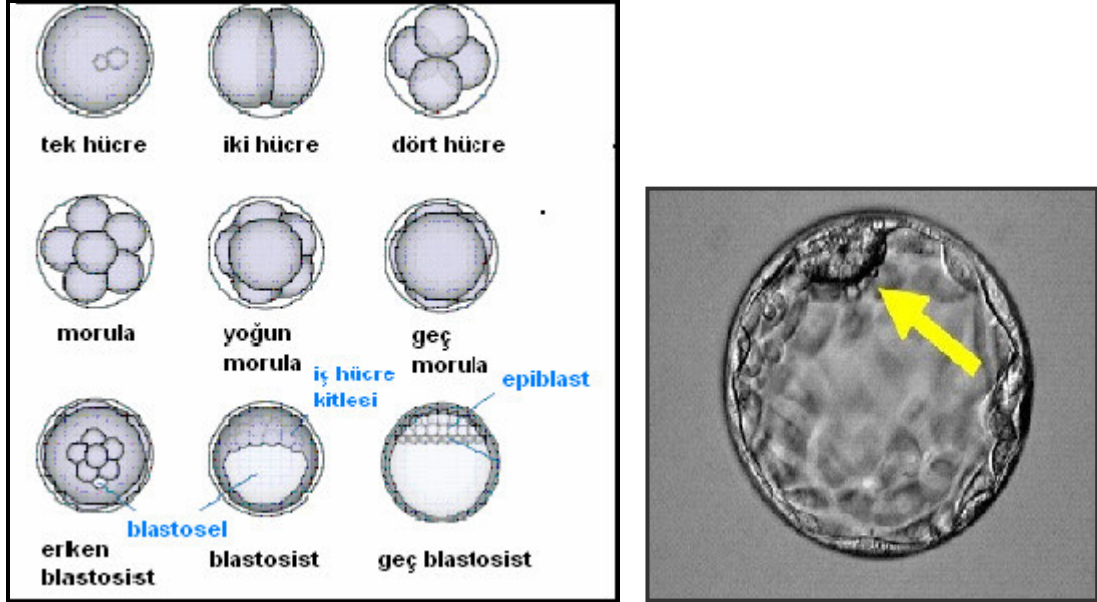 tek hücre
iki hücre
dört hücre
morula
yoğun
morula
geç
morula
iç hücre
kitlesi
epiblast
blastosel
erken
blastosist
blastosist
geç blastosist